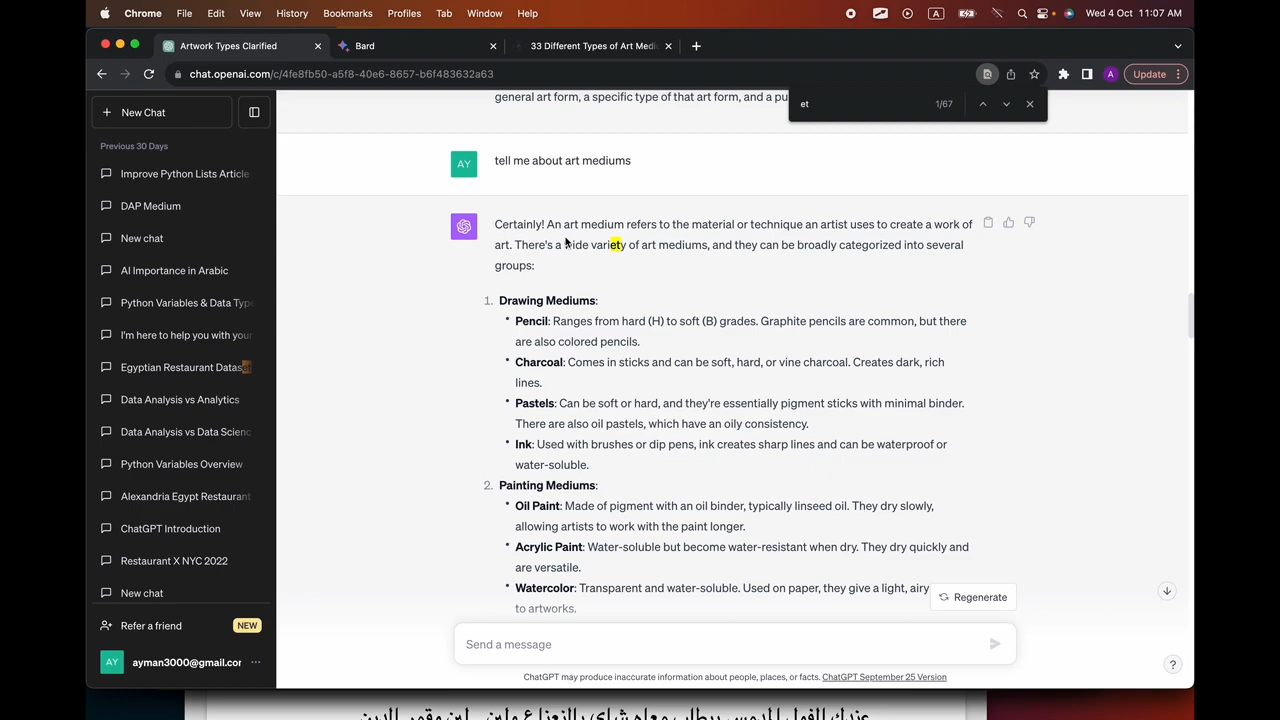 Chrome File Edit View History Bookmarks Profiles Tab Window Help A Wed 4 Oct 11:07 AM
Artwork Types Clarified Bard 33 Different Types of Art Medi
chat.openai.com/c/4fe8fb50-a5f8-40e6-8657-b6f483632a63 A Update
general art form, a specific type of that art form, and a pu
et 1/67
New Chat
Previous 30 Days
Improve Python Lists Article
DAP Medium
New chat
AI Importance in Arabic
Python Variables & Data Type
I'm here to help you with your
Egyptian Restaurant Datas
Data Analysis vs Analytics
Data Analysis vs Data Scienc
Python Variables Overview
Alexandria Egypt Restaurant
ChatGPT Introduction
Restaurant X NYC 2022
New chat
Refer a friend NEW
AY ayman3000@gmail.cor
AY tell me about art mediums
Certainly! An art medium refers to the material or technique an artist uses to create a work of
art. There's a wide variety of art mediums, and they can be broadly categorized into several
groups:
1. Drawing Mediums:
• Pencil: Ranges from hard (H) to soft (B) grades. Graphite pencils are common, but there
are also colored pencils.
• Charcoal: Comes in sticks and can be soft, hard, or vine charcoal. Creates dark, rich
lines.
• Pastels: Can be soft or hard, and they're essentially pigment sticks with minimal binder.
There are also oil pastels, which have an oily consistency.
• Ink: Used with brushes or dip pens, ink creates sharp lines and can be waterproof or
water-soluble.
2. Painting Mediums:
• Oil Paint: Made of pigment with an oil binder, typically linseed oil. They dry slowly,
allowing artists to work with the paint longer.
• Acrylic Paint: Water-soluble but become water-resistant when dry. They dry quickly and
are versatile.
• Watercolor: Transparent and water-soluble. Used on paper, they give a light, airy
to artworks.
Regenerate
Send a message
ChatGPT may produce inaccurate information about people, places, or facts. ChatGPT September 25 Version
?